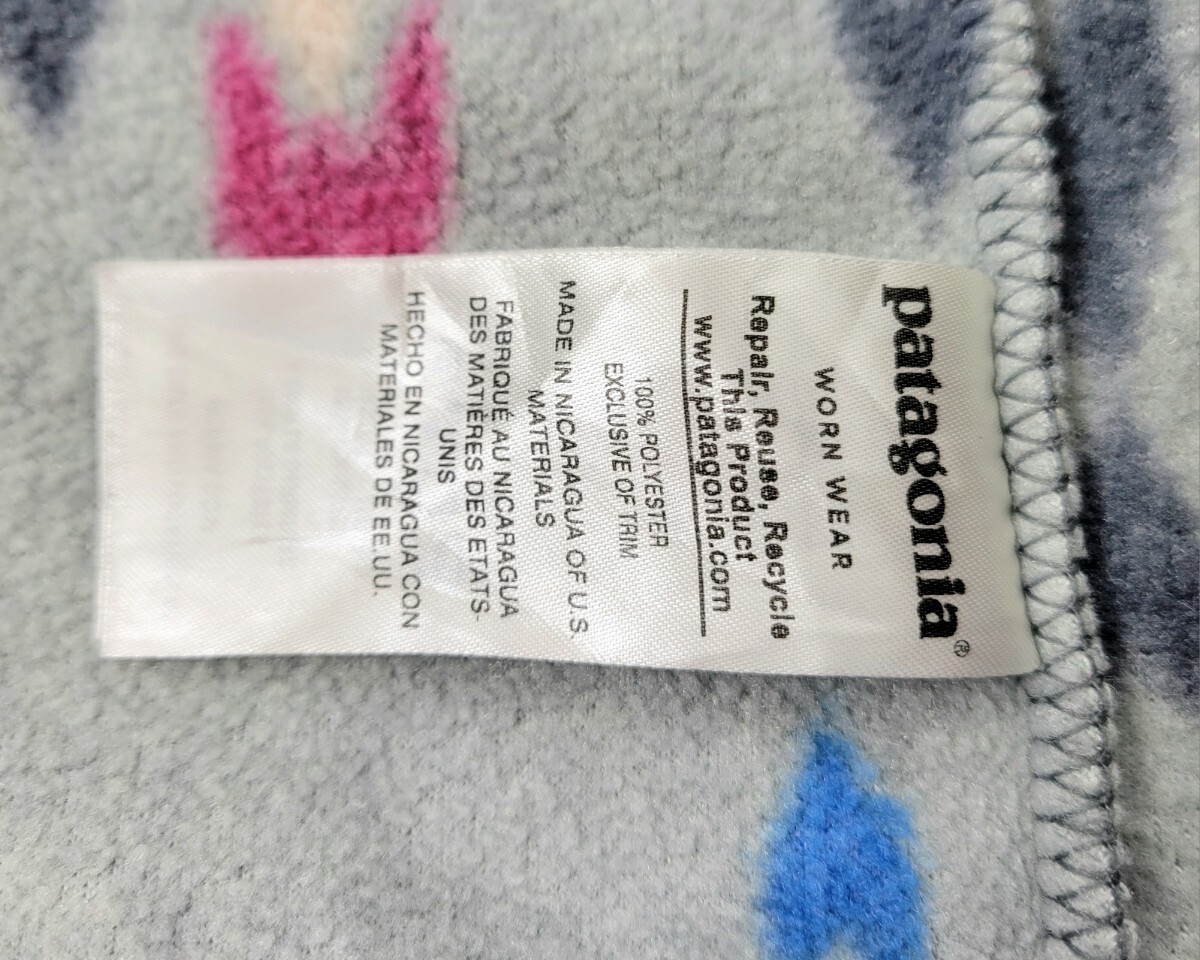 patagonia®
WORN WEAR
Repair, Reuse, Recycle
This Product
www.patagonia.com
100% POLYESTER
EXCLUSIVE OF TRIM
MADE IN NICARAGUA OF U.S.
MATERIALS
FABRIQUÉ AU NICARAGUA
DES MATIÈRES DES ETATS-
UNIS
HECHO EN NICARAGUA CON
MATERIALES DE EE.UU.